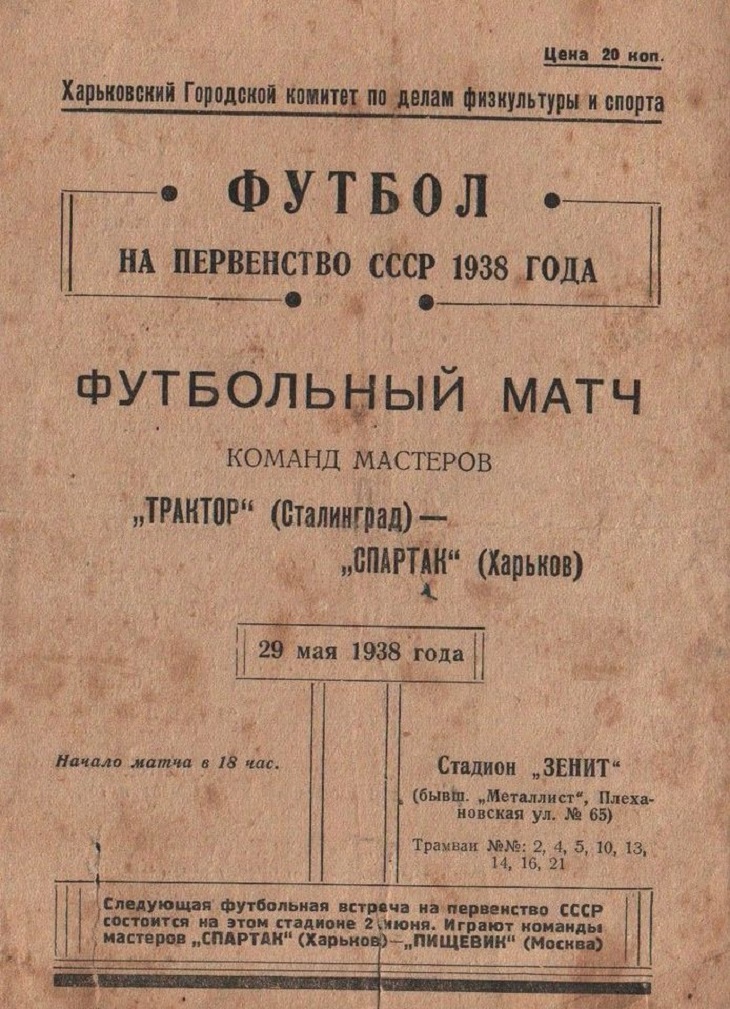 Цена 20 коп.
Харьковский Городской комитет по делам физкультуры и спорта
ФУТБОЛ
НА ПЕРВЕНСТВО СССР 1938 ГОДА
ФУТБОЛЬНЫЙ МАТЧ
КОМАНД МАСТЕРОВ
„ТРАКТОР“ (Сталинград) —
„СПАРТАК“ (Харьков)
29 мая 1938 года
Начало матча в 18 час.
Стадион „ЗЕНИТ“
(бывш. „Металлист“, Плеха-
новская ул. № 65)
Трамваи №№: 2, 4, 5, 10, 13,
14, 16, 21
Следующая футбольная встреча на первенство СССР
состоится на этом стадионе 2 июня. Играют команды
мастеров „СПАРТАК“ (Харьков)—„ПИЩЕВИК“ (Москва)